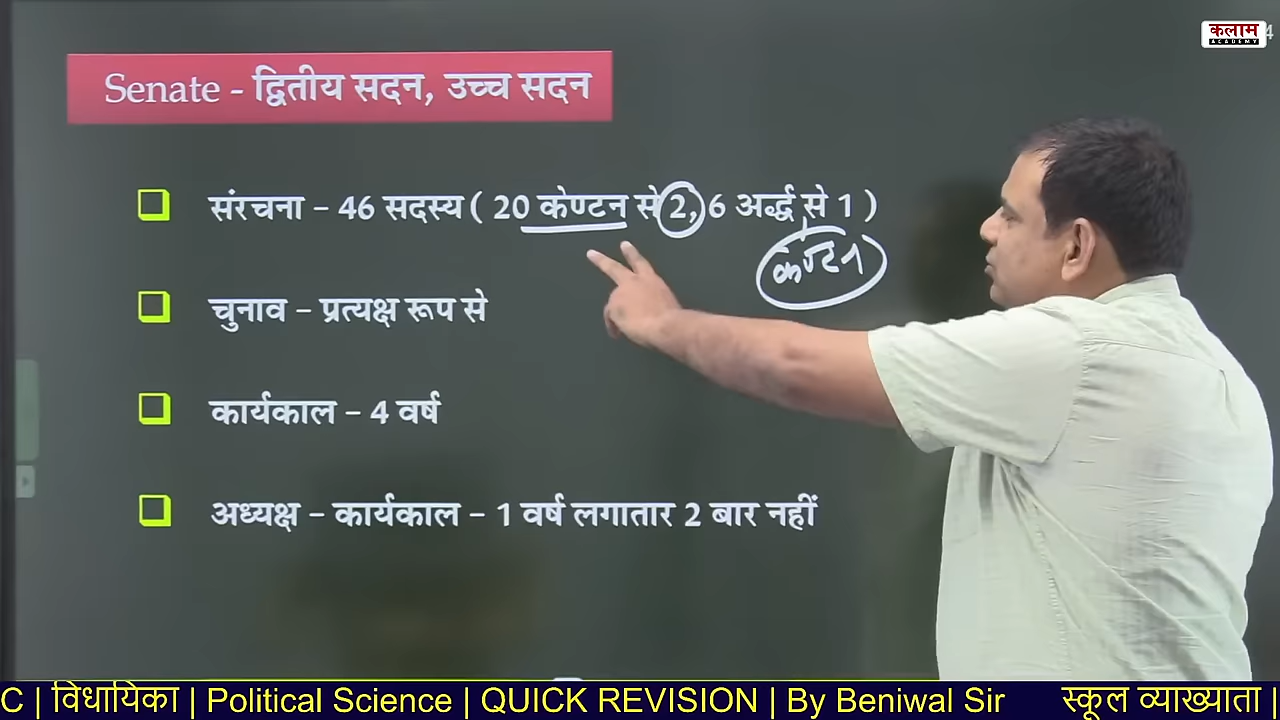 कलाम
ACADEMY
4
Senate - द्वितीय सदन, उच्च सदन
संरचना – 46 सदस्य ( 20 केण्टन से 2, 6 अर्द्ध से 1 )
चुनाव – प्रत्यक्ष रूप से
कार्यकाल – 4 वर्ष
अध्यक्ष – कार्यकाल – 1 वर्ष लगातार 2 बार नहीं
C | विधायिका | Political Science | QUICK REVISION | By Beniwal Sir स्कूल व्याख्याता |